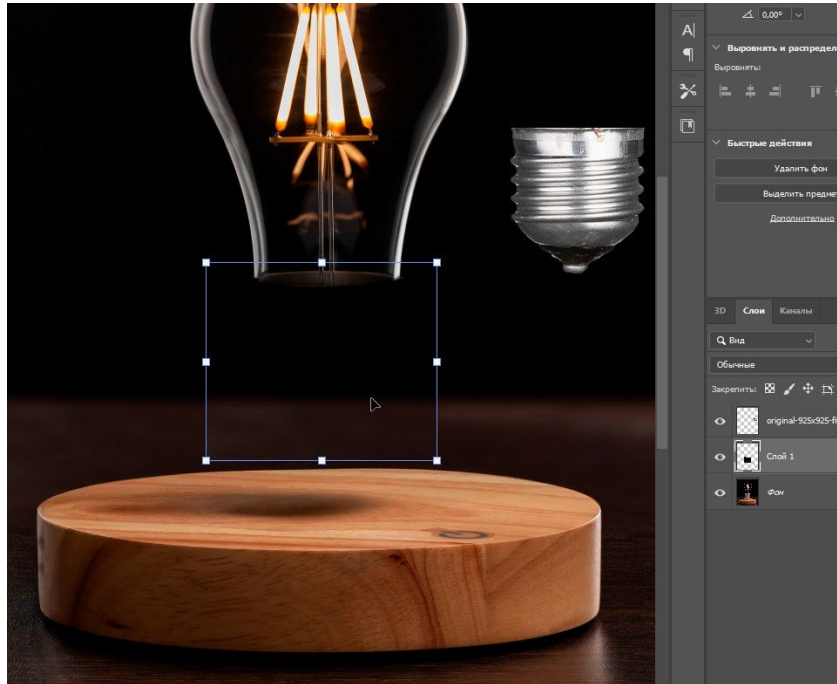 0,00°
Выровнять и распредел
Выровнять:
Быстрые действия
Удалить фон
Выделить предмет
Дополнительно
3D Слои Каналы
Вид
Обычные
Закрепить:
original-925x925-fi
Слой 1
Фон